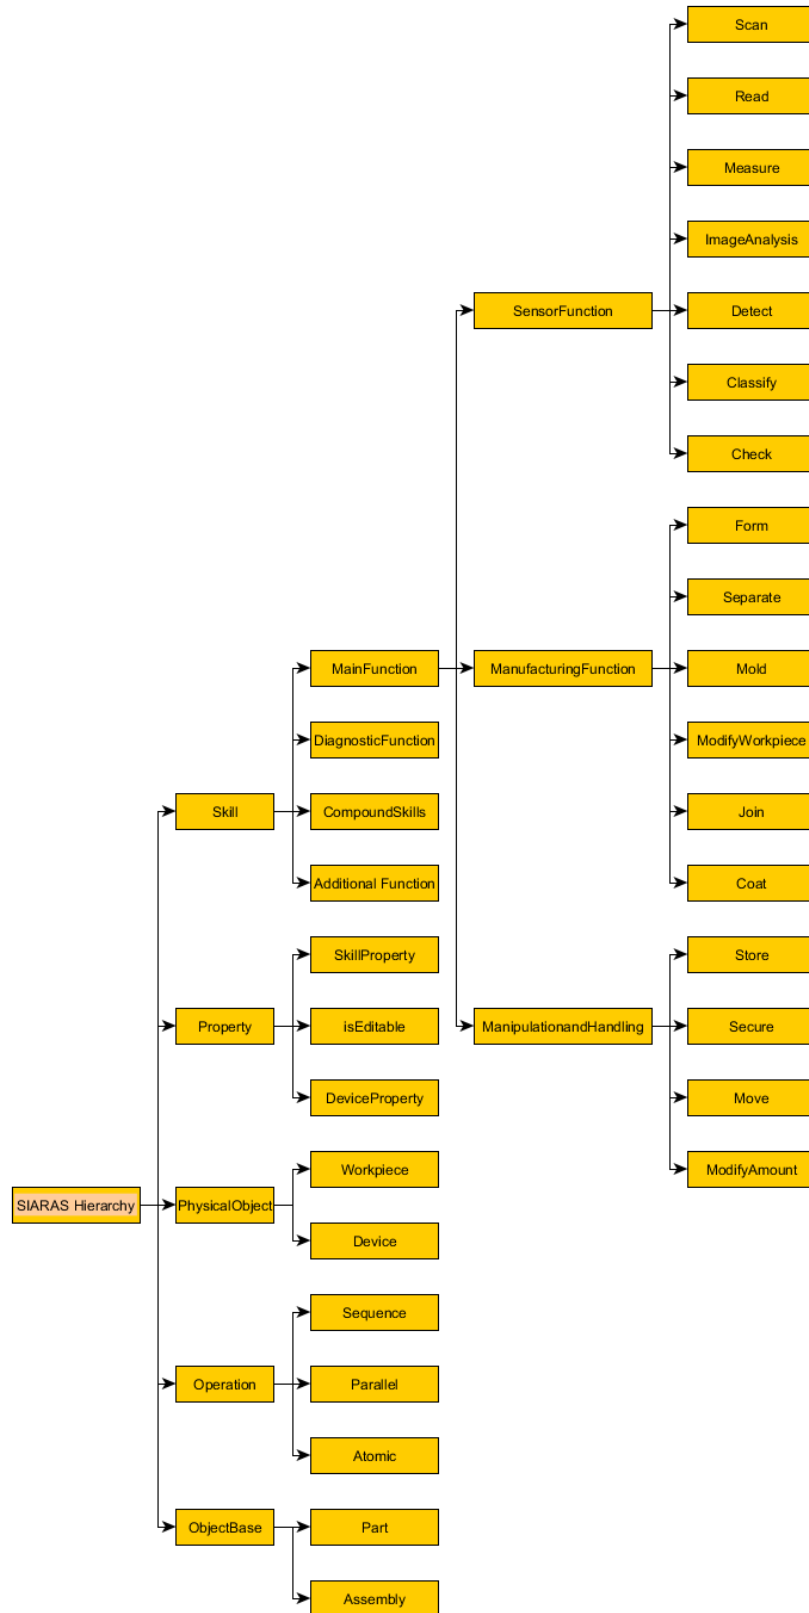 Scan
Read
Measure
ImageAnalysis
SensorFunction
Detect
Classify
Check
Form
Separate
MainFunction
ManufacturingFunction
Mold
DiagnosticFunction
ModifyWorkpiece
Skill
CompoundSkills
Join
Additional Function
Coat
SkillProperty
Store
Property
isEditable
ManipulationandHandling
Secure
DeviceProperty
Move
Workpiece
ModifyAmount
SIARAS Hierarchy
PhysicalObject
Device
Sequence
Operation
Parallel
Atomic
ObjectBase
Part
Assembly